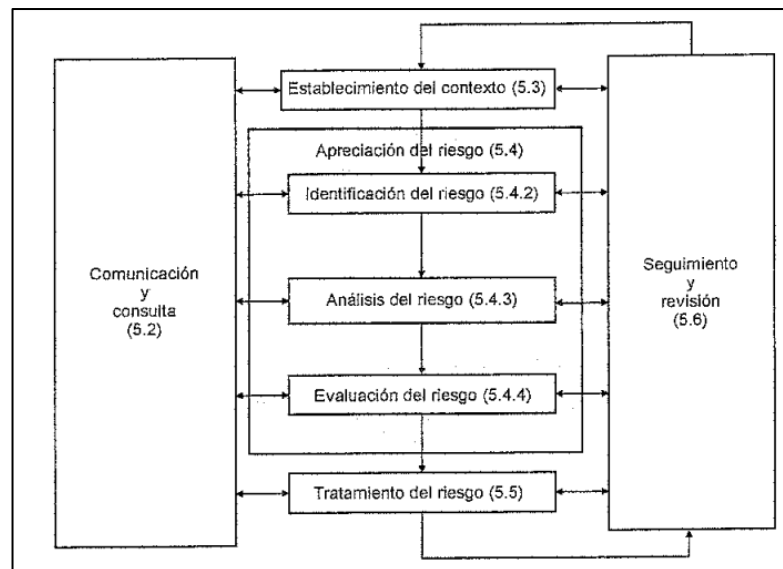 Establecimiento del contexto (5.3)
Apreciación del riesgo (5.4)
Identificación del riesgo (5.4.2)
Análisis del riesgo (5.4.3)
Evaluación del riesgo (5.4.4)
Tratamiento del riesgo (5.5)
Comunicación
y
consulta
(5.2)
Seguimiento
y
revisión
(5.6)